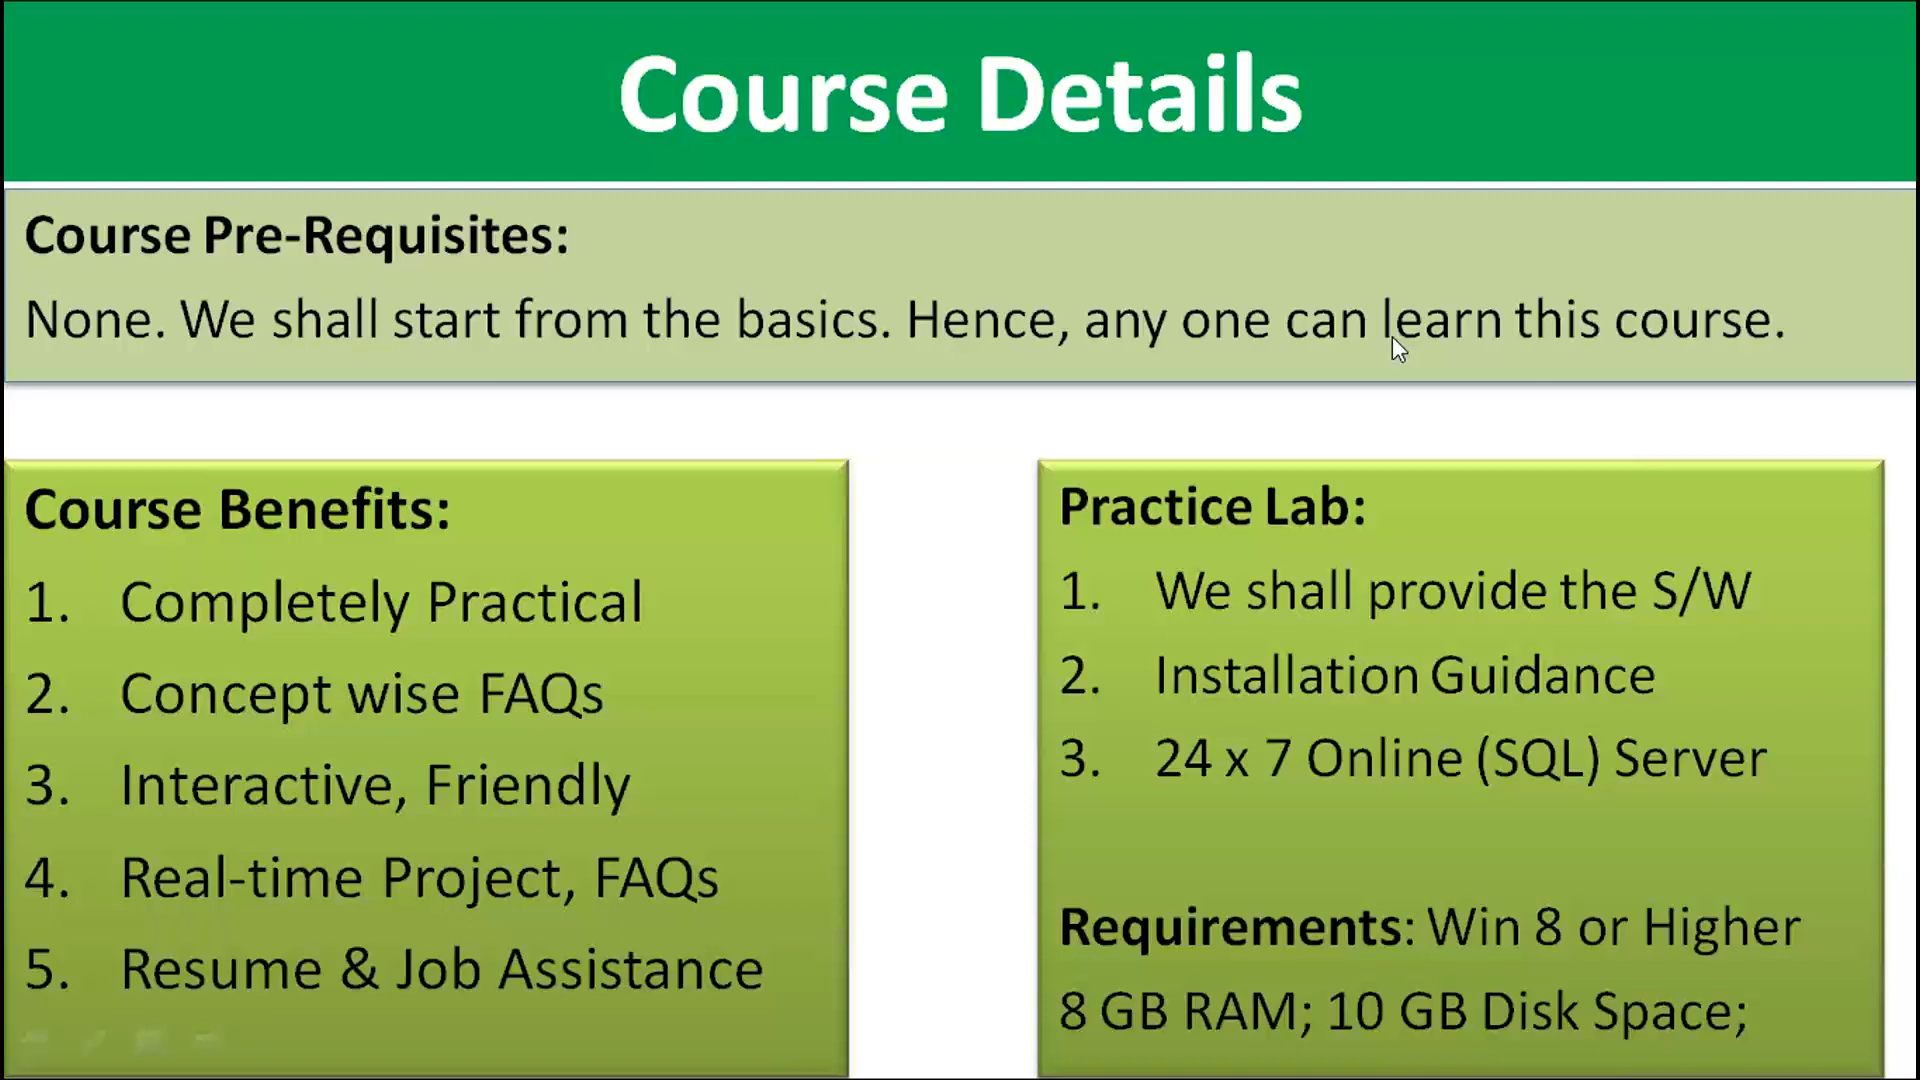 Course Details
Course Pre-Requisites:
None. We shall start from the basics. Hence, any one can learn this course.
Course Benefits:
1. Completely Practical
2. Concept wise FAQs
3. Interactive, Friendly
4. Real-time Project, FAQs
5. Resume & Job Assistance
Practice Lab:
1. We shall provide the S/W
2. Installation Guidance
3. 24 x 7 Online (SQL) Server
Requirements: Win 8 or Higher
8 GB RAM; 10 GB Disk Space;